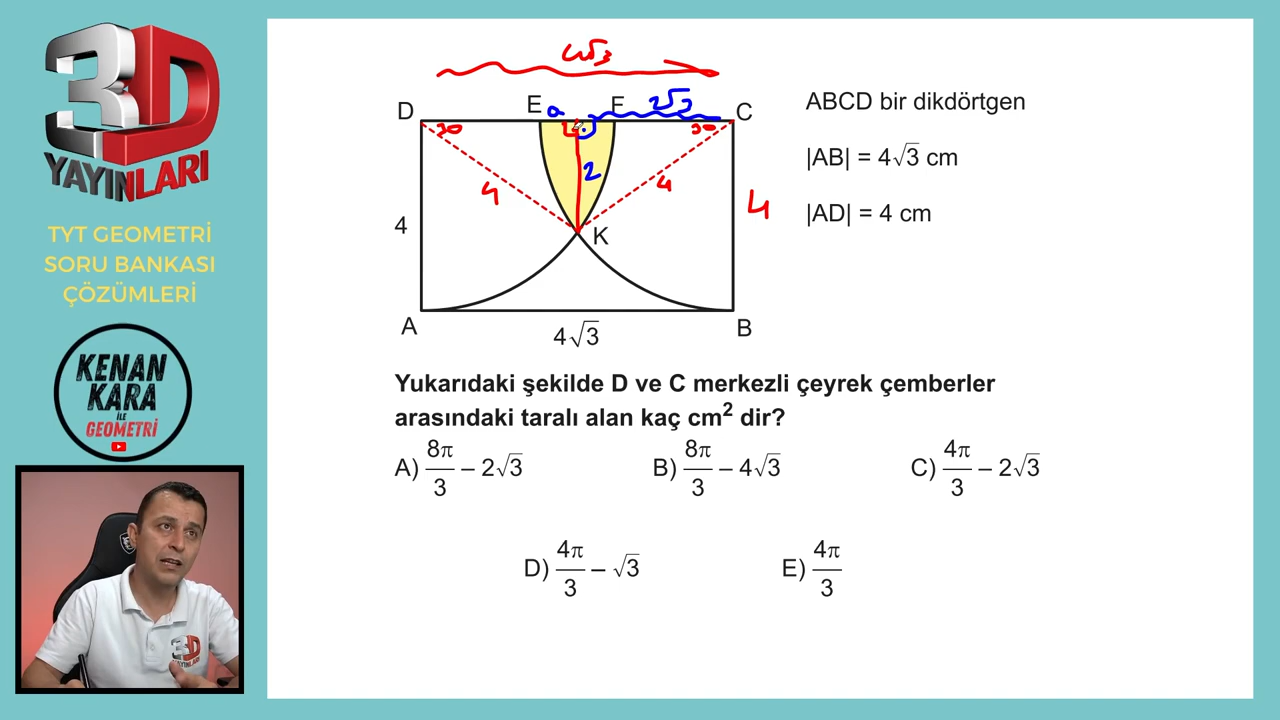 3D
YAYINLARI
TYT GEOMETRİ
SORU BANKASI
ÇÖZÜMLERİ
KENAN
KARA
İLE
GEOMETRİ
3D
YAYINLARI
4√3
D E a F 2√3 C
30 30
2
4 4
4 4
K
A B
4√3
ABCD bir dikdörtgen
|AB| = 4√3 cm
|AD| = 4 cm
Yukarıdaki şekilde D ve C merkezli çeyrek çemberler
arasındaki taralı alan kaç cm² dir?
A) 8π/3 – 2√3 B) 8π/3 – 4√3 C) 4π/3 – 2√3
D) 4π/3 – √3 E) 4π/3